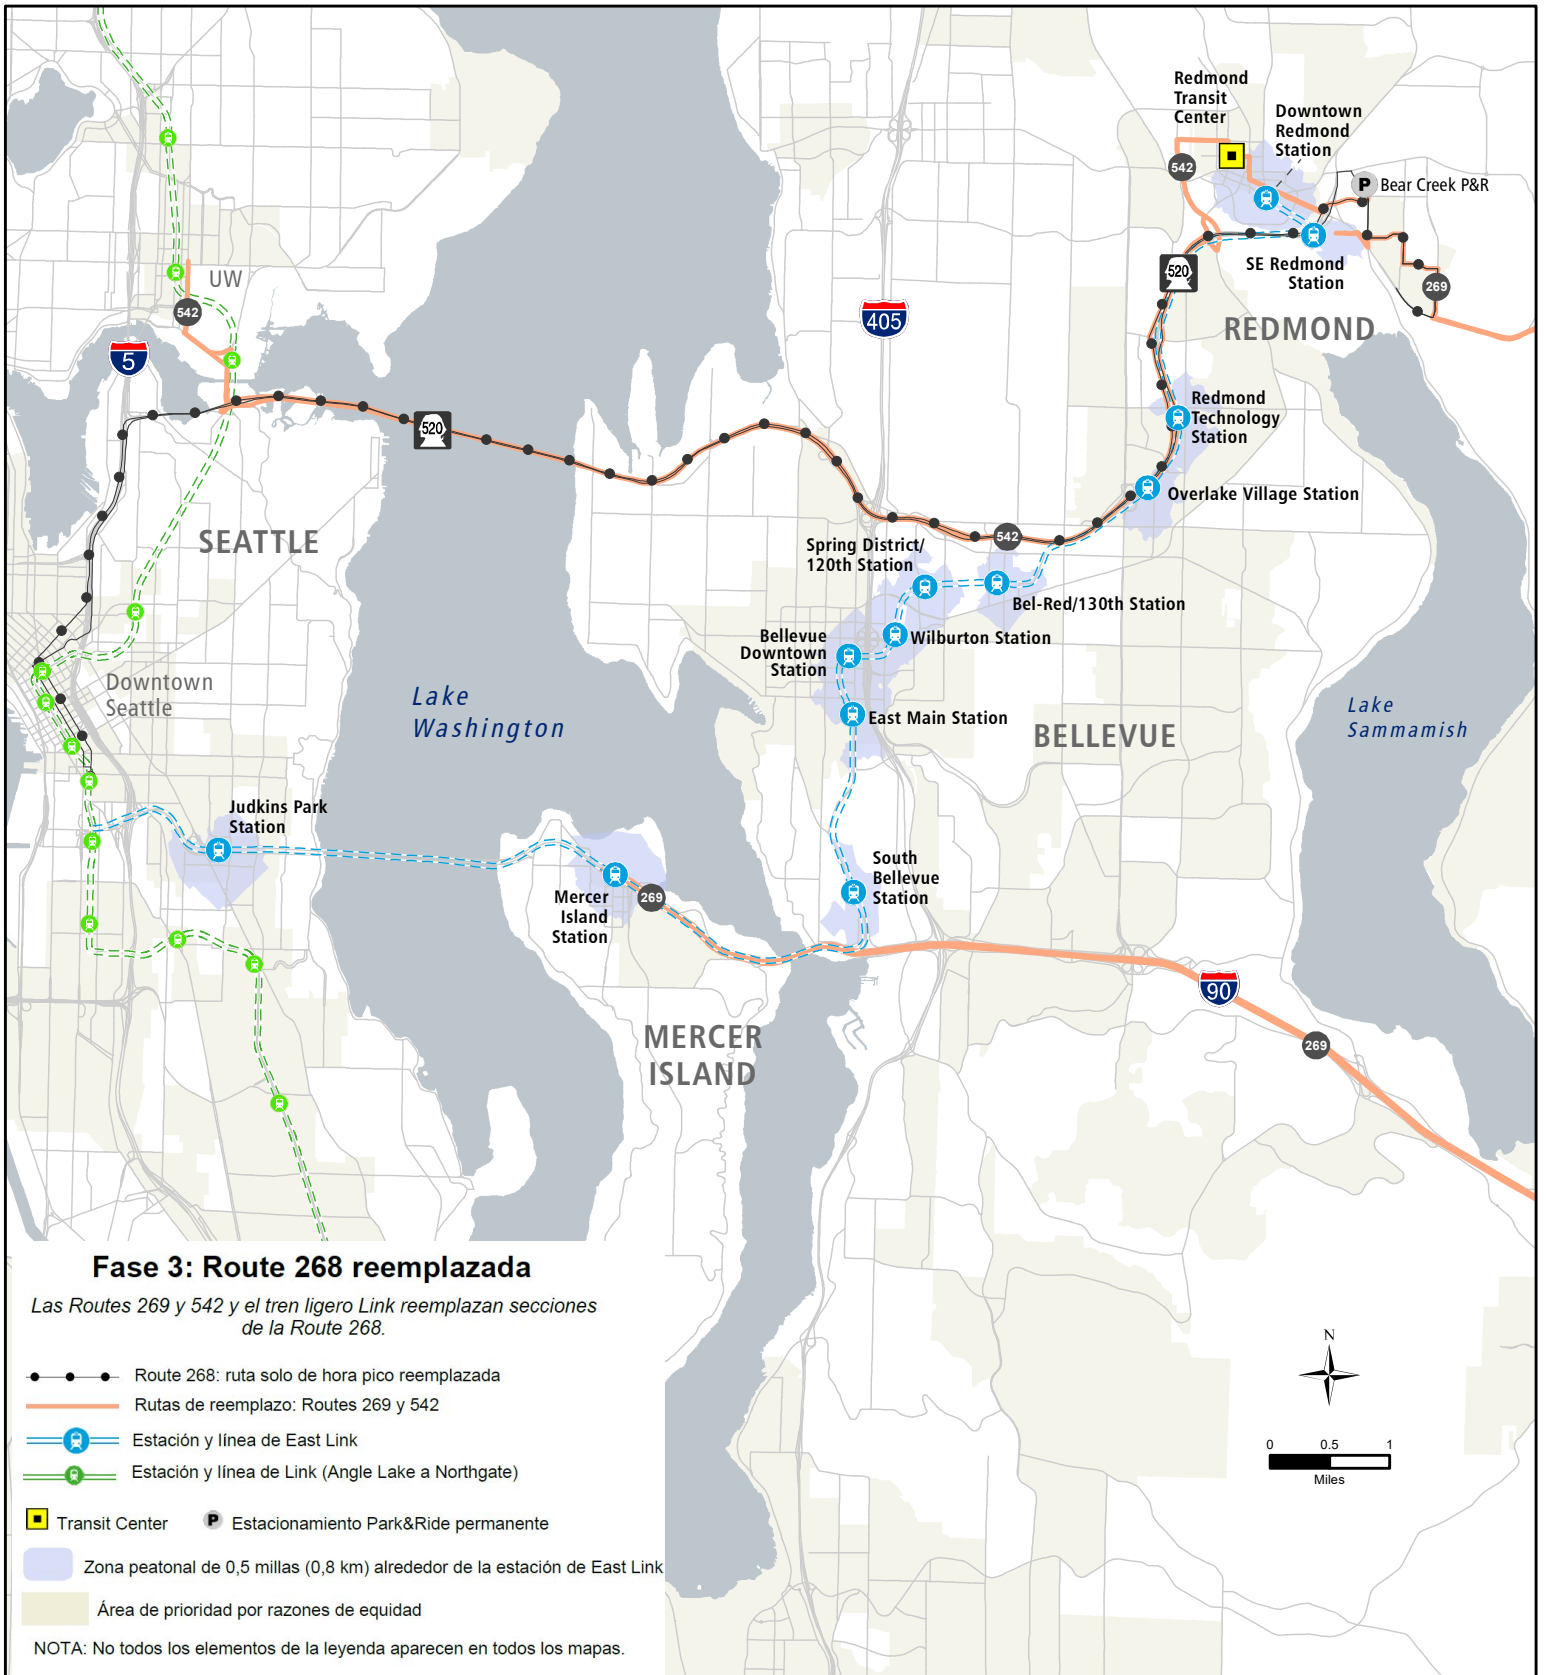 Redmond
Transit
Center
Downtown
Redmond
Station
542
P
Bear Creek P&R
SE Redmond
Station
520
269
REDMOND
UW
542
5
405
520
Redmond
Technology
Station
Overlake Village Station
542
SEATTLE
Spring District/
120th Station
Bel-Red/130th Station
Wilburton Station
Bellevue
Downtown
Station
East Main Station
Downtown
Seattle
Lake
Washington
BELLEVUE
Lake
Sammamish
Judkins Park
Station
South
Bellevue
Station
Mercer
Island
Station
269
90
269
MERCER
ISLAND
Fase 3: Route 268 reemplazada
Las Routes 269 y 542 y el tren ligero Link reemplazan secciones
de la Route 268.
Route 268: ruta solo de hora pico reemplazada
Rutas de reemplazo: Routes 269 y 542
Estación y línea de East Link
Estación y línea de Link (Angle Lake a Northgate)
Transit Center
P Estacionamiento Park&Ride permanente
Zona peatonal de 0,5 millas (0,8 km) alrededor de la estación de East Link
Área de prioridad por razones de equidad
NOTA: No todos los elementos de la leyenda aparecen en todos los mapas.
N
0 0.5 1
Miles